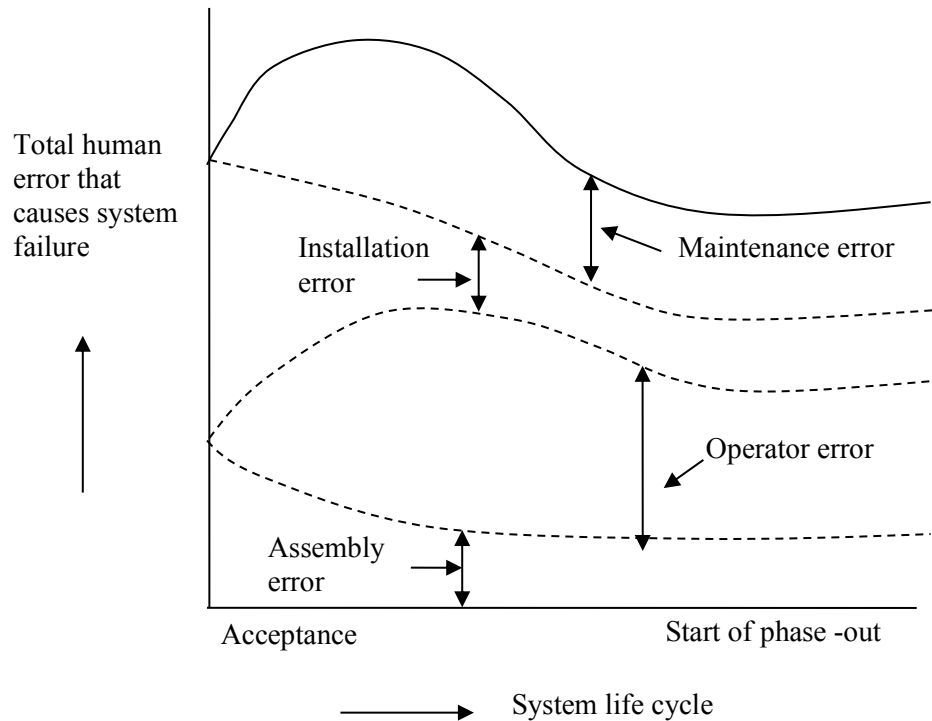 Total human
error that
causes system
failure
Installation
error
Maintenance error
Operator error
Assembly
error
Acceptance
Start of phase -out
System life cycle